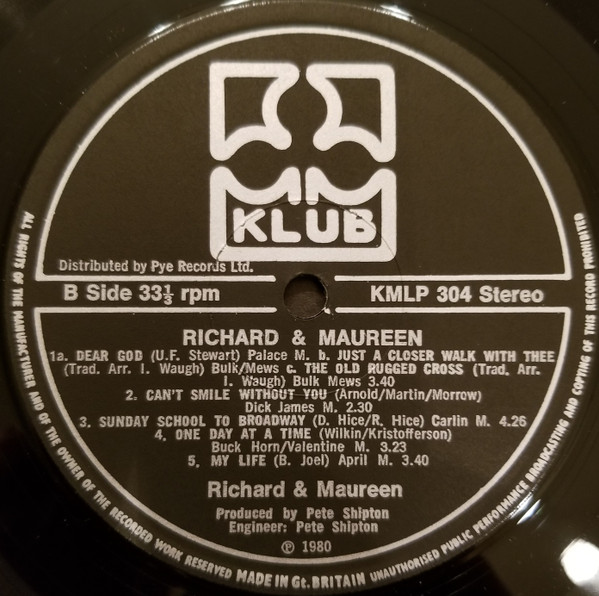 KLUB
Distributed by Pye Records Ltd.
B Side 33⅓ rpm
KMLP 304 Stereo
RICHARD & MAUREEN
1a. DEAR GOD (U.F. Stewart) Palace M. b. JUST A CLOSER WALK WITH THEE
(Trad. Arr. I. Waugh) Bulk/Mews c. THE OLD RUGGED CROSS (Trad. Arr.
I. Waugh) Bulk Mews 3.40
2. CAN'T SMILE WITHOUT YOU (Arnold/Martin/Morrow)
Dick James M. 2.30
3. SUNDAY SCHOOL TO BROADWAY (D. Hice/R. Hice) Carlin M. 4.26
4. ONE DAY AT A TIME (Wilkin/Kristofferson)
Buck Horn/Valentine M. 3.23
5. MY LIFE (B. Joel) April M. 3.40
Richard & Maureen
Produced by Pete Shipton
Engineer: Pete Shipton
℗ 1980
ALL RIGHTS OF THE MANUFACTURER AND OF THE OWNER OF THE RECORDED WORK RESERVED MADE IN Gt. BRITAIN UNAUTHORISED PUBLIC PERFORMANCE BROADCASTING AND COPYING OF THIS RECORD PROHIBITED